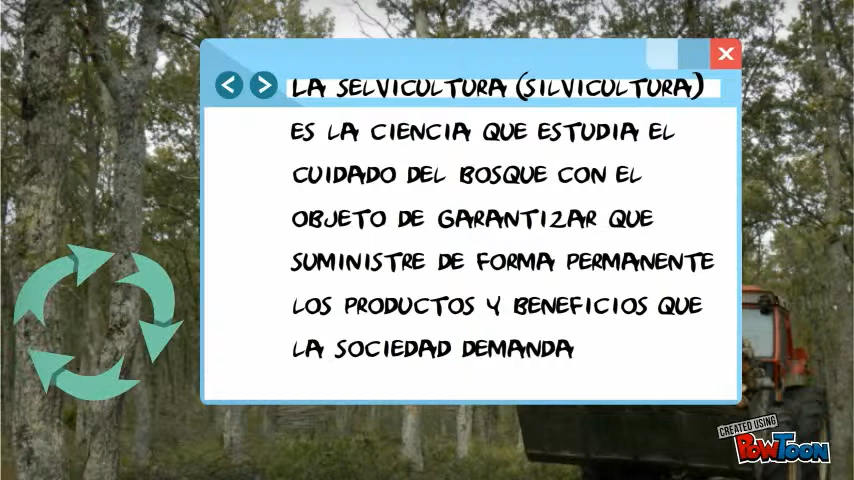 LA SELVICULTURA (SILVICULTURA)
ES LA CIENCIA QUE ESTUDIA EL
CUIDADO DEL BOSQUE CON EL
OBJETO DE GARANTIZAR QUE
SUMINISTRE DE FORMA PERMANENTE
LOS PRODUCTOS Y BENEFICIOS QUE
LA SOCIEDAD DEMANDA
CREATED USING
POWTOON